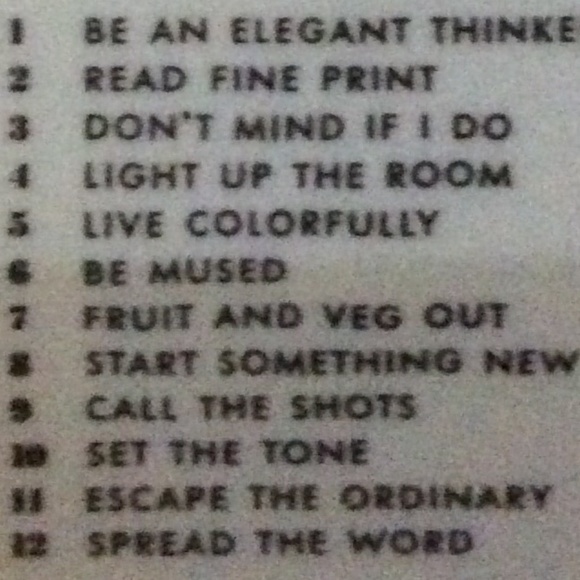 1 BE AN ELEGANT THINKE
2 READ FINE PRINT
3 DON'T MIND IF I DO
4 LIGHT UP THE ROOM
5 LIVE COLORFULLY
6 BE MUSED
7 FRUIT AND VEG OUT
8 START SOMETHING NEW
9 CALL THE SHOTS
10 SET THE TONE
11 ESCAPE THE ORDINARY
12 SPREAD THE WORD